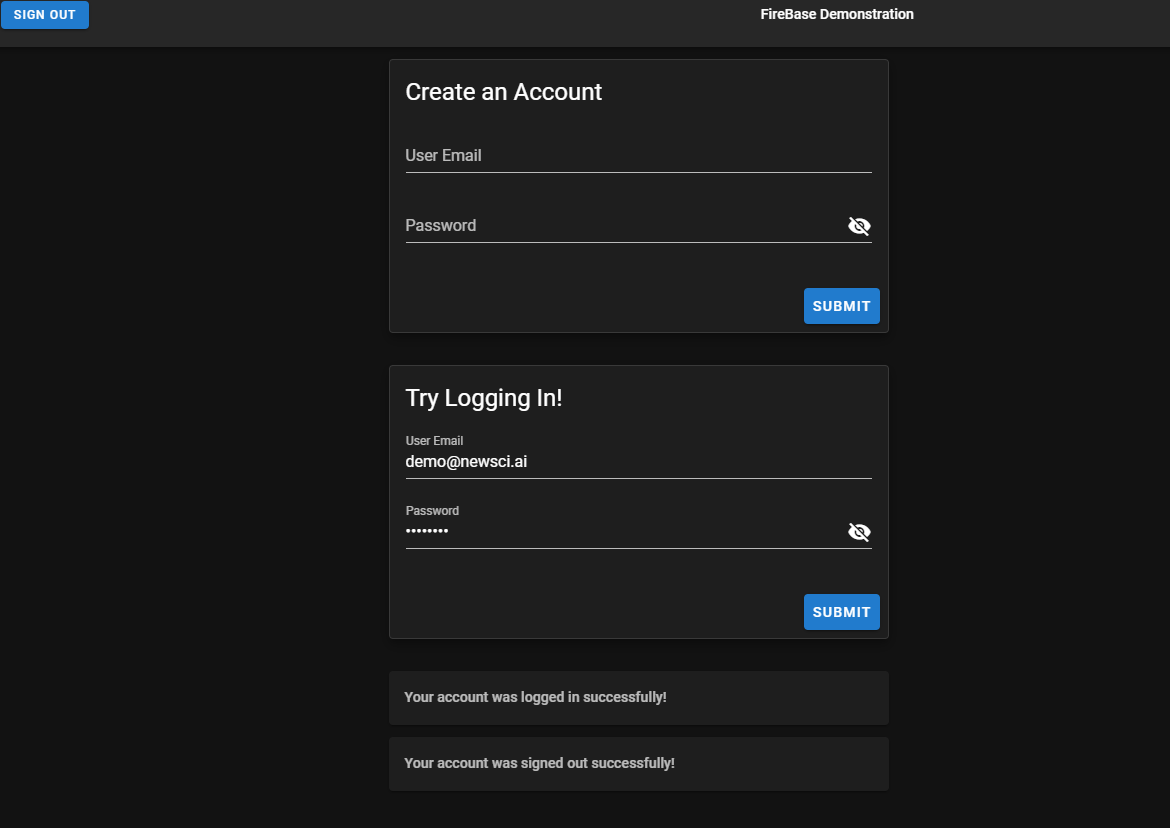 SIGN OUT
FireBase Demonstration
Create an Account
User Email
Password
SUBMIT
Try Logging In!
User Email
demo@newsci.ai
Password
••••••••
SUBMIT
Your account was logged in successfully!
Your account was signed out successfully!